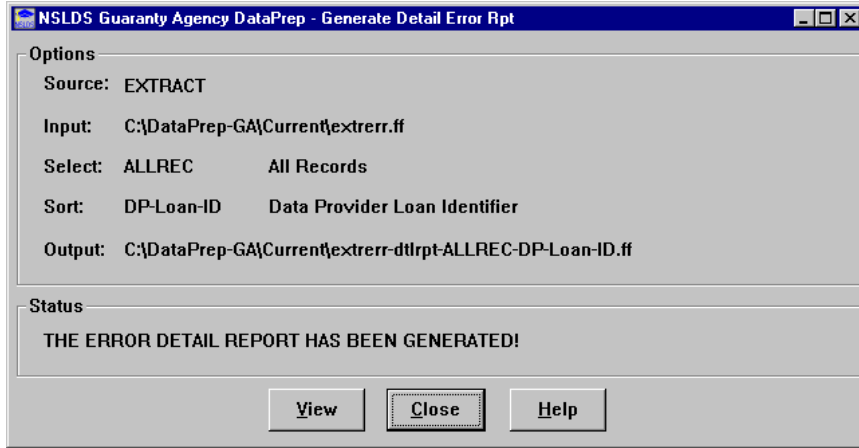 NSLDS Guaranty Agency DataPrep - Generate Detail Error Rpt
Options
Source: EXTRACT
Input: C:\DataPrep-GA\Current\extrerr.ff
Select: ALLREC All Records
Sort: DP-Loan-ID Data Provider Loan Identifier
Output: C:\DataPrep-GA\Current\extrerr-dtlrpt-ALLREC-DP-Loan-ID.ff
Status
THE ERROR DETAIL REPORT HAS BEEN GENERATED!
View Close Help